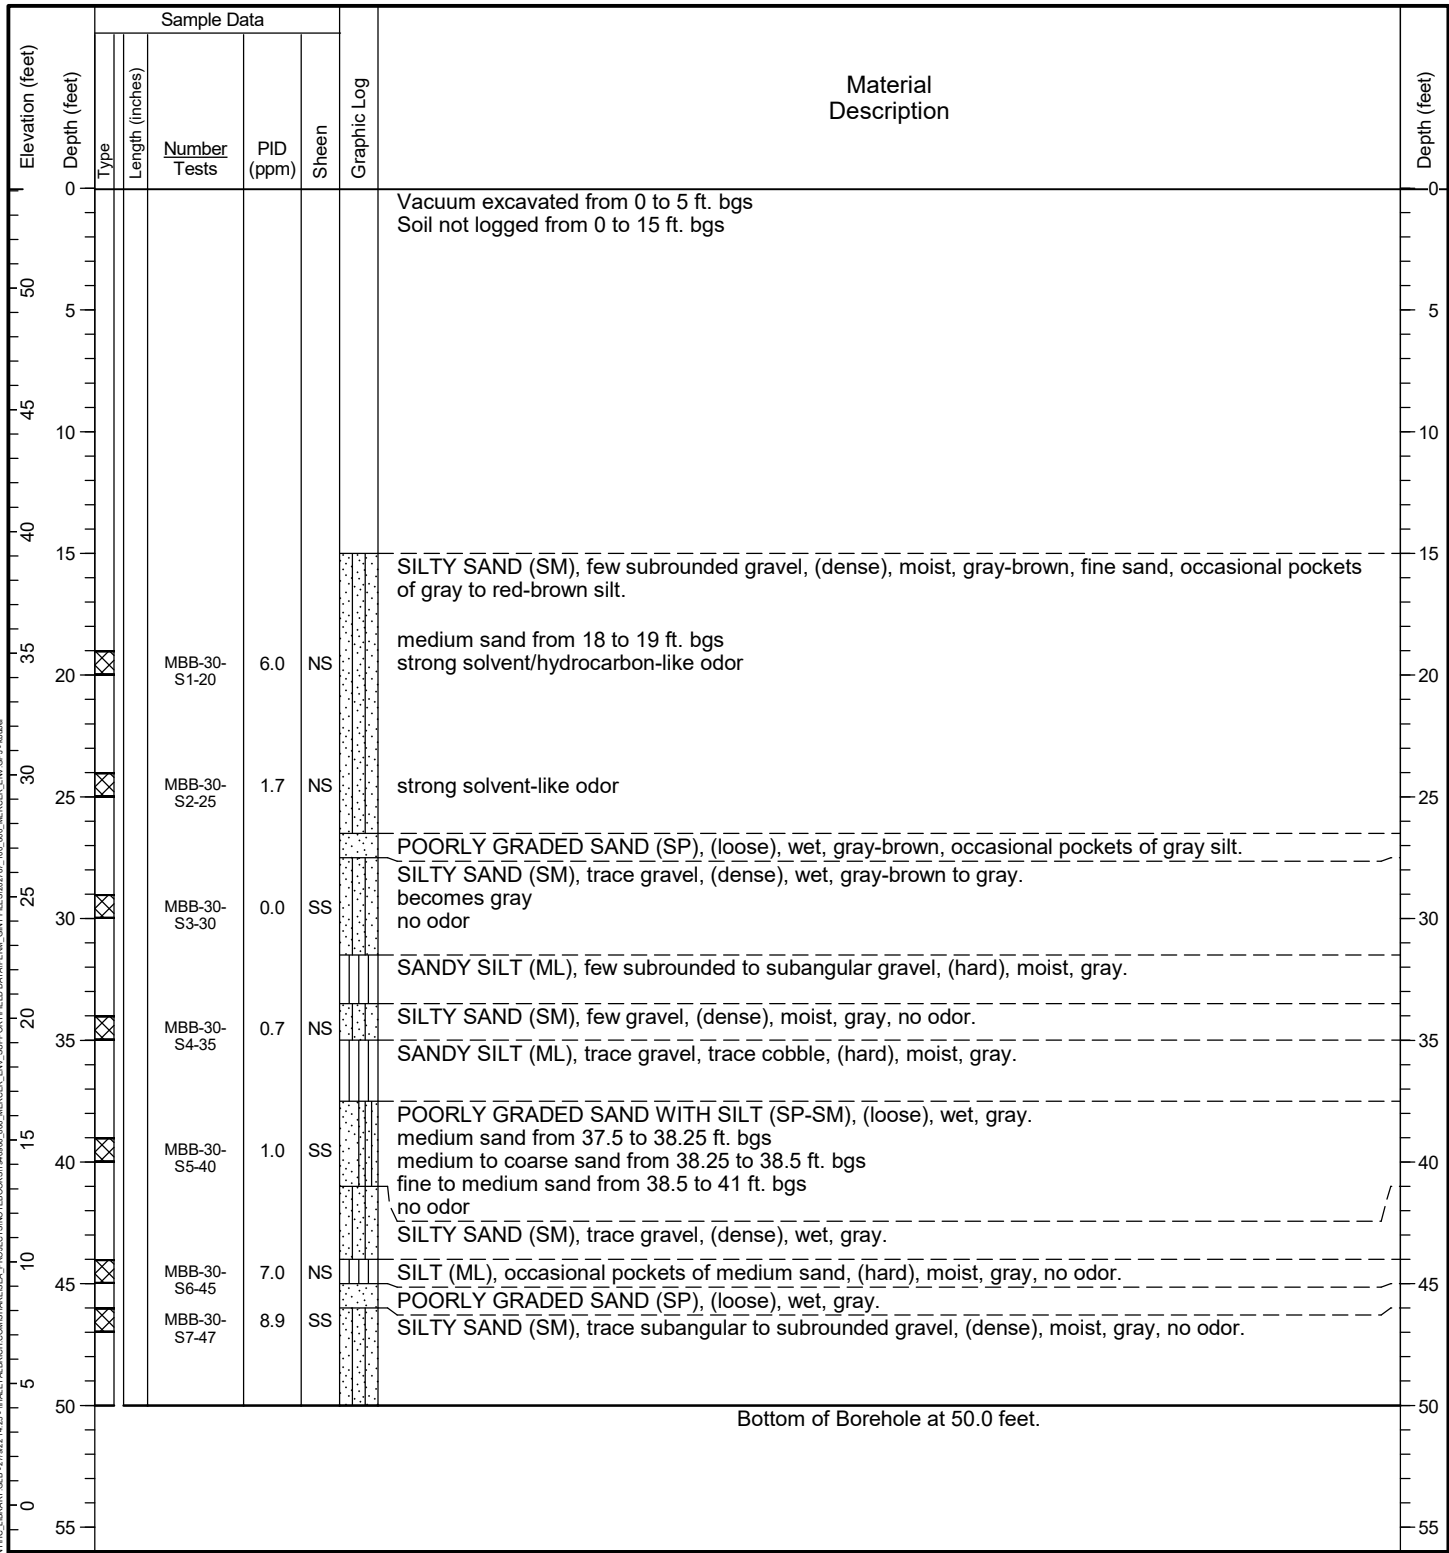 Sample Data
Elevation (feet)
Depth (feet)
Type
Length (inches)
Number
Tests
PID
(ppm)
Sheen
Graphic Log
Material
Description
Depth (feet)
0
0
Vacuum excavated from 0 to 5 ft. bgs
Soil not logged from 0 to 15 ft. bgs
50
5
5
45
10
10
40
15
15
SILTY SAND (SM), few subrounded gravel, (dense), moist, gray-brown, fine sand, occasional pockets
of gray to red-brown silt.
medium sand from 18 to 19 ft. bgs
35
MBB-30-
S1-20
6.0
NS
strong solvent/hydrocarbon-like odor
20
20
30
MBB-30-
S2-25
1.7
NS
strong solvent-like odor
25
25
POORLY GRADED SAND (SP), (loose), wet, gray-brown, occasional pockets of gray silt.
SILTY SAND (SM), trace gravel, (dense), wet, gray-brown to gray.
becomes gray
25
MBB-30-
S3-30
0.0
SS
no odor
30
30
SANDY SILT (ML), few subrounded to subangular gravel, (hard), moist, gray.
20
MBB-30-
S4-35
0.7
NS
SILTY SAND (SM), few gravel, (dense), moist, gray, no odor.
35
35
SANDY SILT (ML), trace gravel, trace cobble, (hard), moist, gray.
POORLY GRADED SAND WITH SILT (SP-SM), (loose), wet, gray.
medium sand from 37.5 to 38.25 ft. bgs
15
MBB-30-
S5-40
1.0
SS
medium to coarse sand from 38.25 to 38.5 ft. bgs
40
40
fine to medium sand from 38.5 to 41 ft. bgs
no odor
SILTY SAND (SM), trace gravel, (dense), wet, gray.
10
MBB-30-
S6-45
7.0
NS
SILT (ML), occasional pockets of medium sand, (hard), moist, gray, no odor.
45
45
POORLY GRADED SAND (SP), (loose), wet, gray.
MBB-30-
S7-47
8.9
SS
SILTY SAND (SM), trace subangular to subrounded gravel, (dense), moist, gray, no odor.
5
50
50
Bottom of Borehole at 50.0 feet.
0
55
55